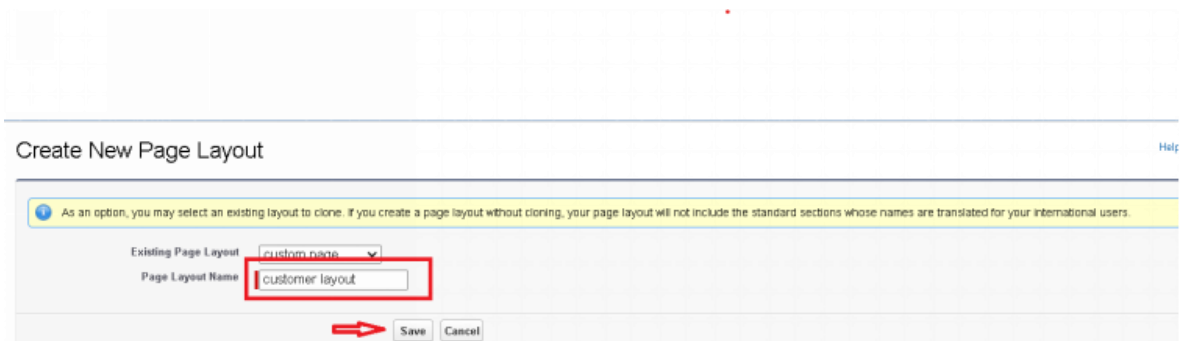 Create New Page Layout
Help
As an option, you may select an existing layout to clone. If you create a page layout without cloning, your page layout will not include the standard sections whose names are translated for your international users.
Existing Page Layout custom page
Page Layout Name customer layout
Save Cancel